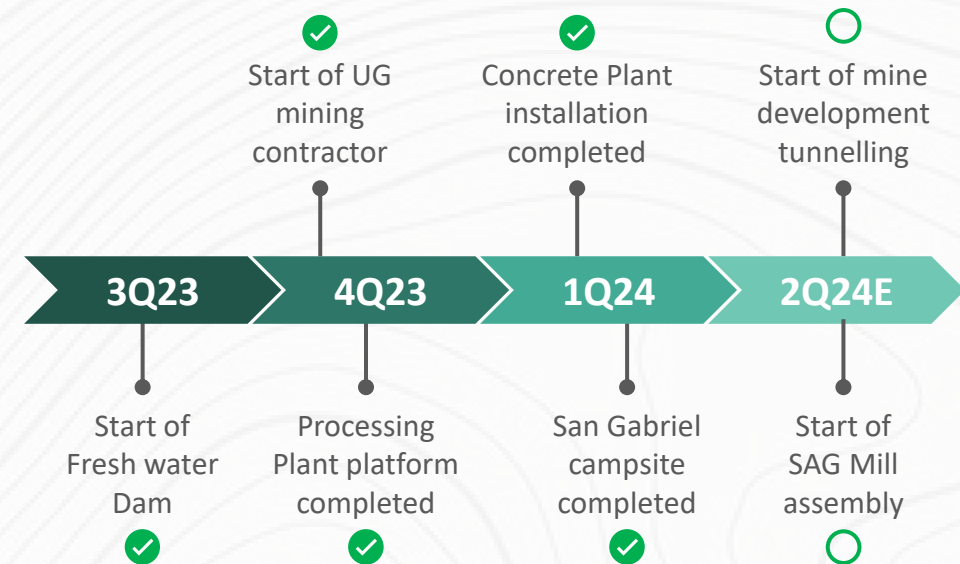 Start of UG
mining
contractor
Concrete Plant
installation
completed
Start of mine
development
tunnelling
3Q23
4Q23
1Q24
2Q24E
Start of
Fresh water
Dam
Processing
Plant platform
completed
San Gabriel
campsite
completed
Start of
SAG Mill
assembly